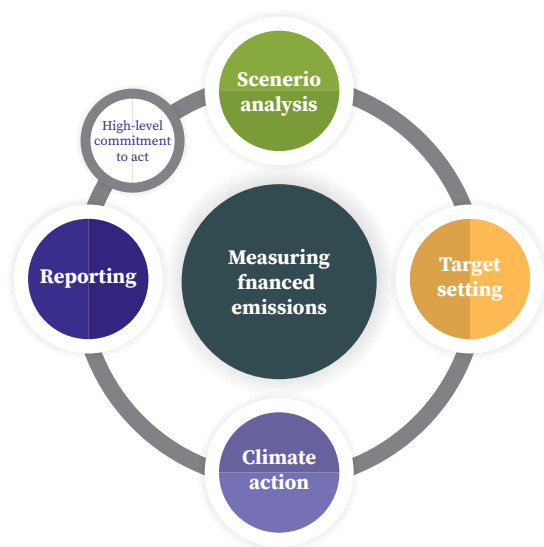 Scenerio
analysis
High-level
commitment
to act
Measuring
fnanced
emissions
Target
setting
Reporting
Climate
action